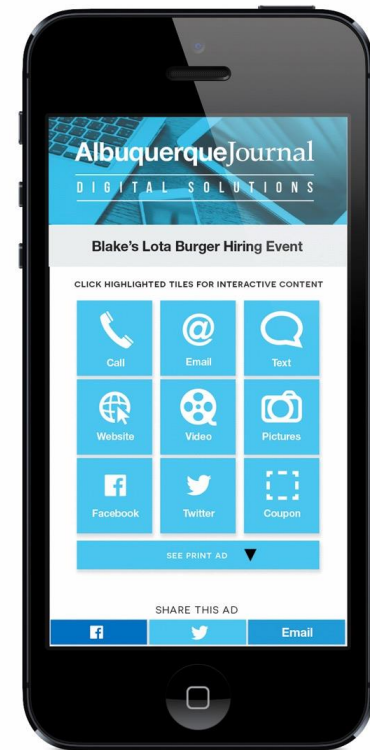 AlbuquerqueJournal
DIGITAL SOLUTIONS
Blake's Lota Burger Hiring Event
CLICK HIGHLIGHTED TILES FOR INTERACTIVE CONTENT
Call
Email
Text
Website
Video
Pictures
Facebook
Twitter
Coupon
SEE PRINT AD
SHARE THIS AD
Email